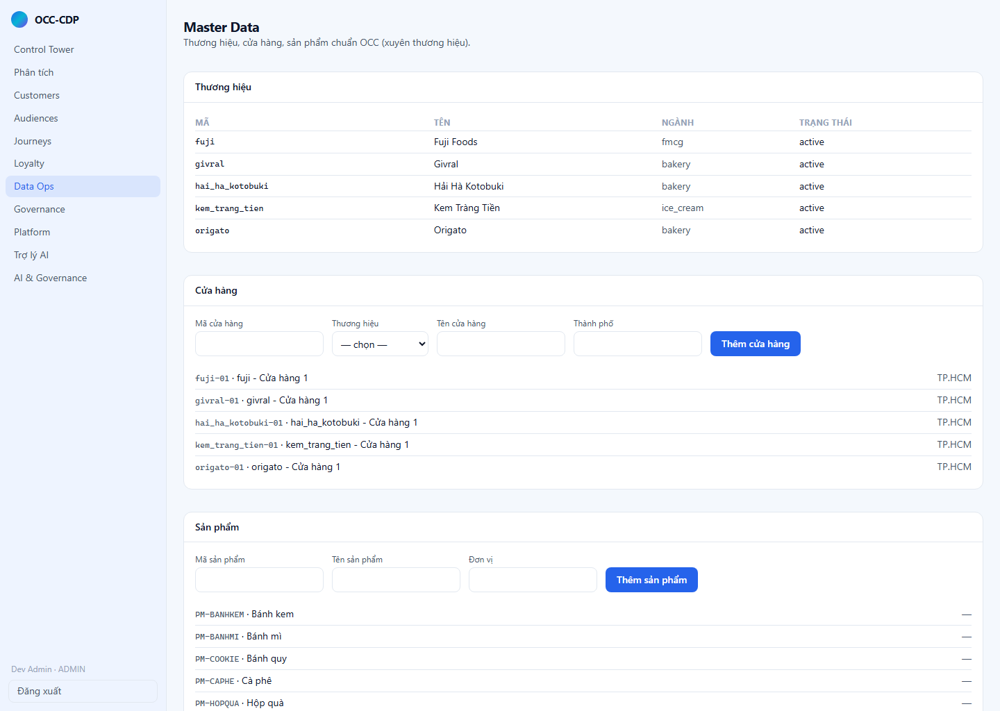 OCC-CDP
Control Tower
Phân tích
Customers
Audiences
Journeys
Loyalty
Data Ops
Governance
Platform
Trợ lý AI
AI & Governance
Dev Admin · ADMIN
Đăng xuất
Master Data
Thương hiệu, cửa hàng, sản phẩm chuẩn OCC (xuyên thương hiệu).
Thương hiệu
MÃ TÊN NGÀNH TRẠNG THÁI
fuji Fuji Foods fmcg active
givral Givral bakery active
hai_ha_kotobuki Hải Hà Kotobuki bakery active
kem_trang_tien Kem Tràng Tiền ice_cream active
origato Origato bakery active
Cửa hàng
Mã cửa hàng Thương hiệu Tên cửa hàng Thành phố
— chọn — Thêm cửa hàng
fuji-01 · fuji - Cửa hàng 1 TP.HCM
givral-01 · givral - Cửa hàng 1 TP.HCM
hai_ha_kotobuki-01 · hai_ha_kotobuki - Cửa hàng 1 TP.HCM
kem_trang_tien-01 · kem_trang_tien - Cửa hàng 1 TP.HCM
origato-01 · origato - Cửa hàng 1 TP.HCM
Sản phẩm
Mã sản phẩm Tên sản phẩm Đơn vị
Thêm sản phẩm
PM-BANHKEM · Bánh kem —
PM-BANHMI · Bánh mì —
PM-COOKIE · Bánh quy —
PM-CAPHE · Cà phê —
PM-HOPQUA · Hộp quà —